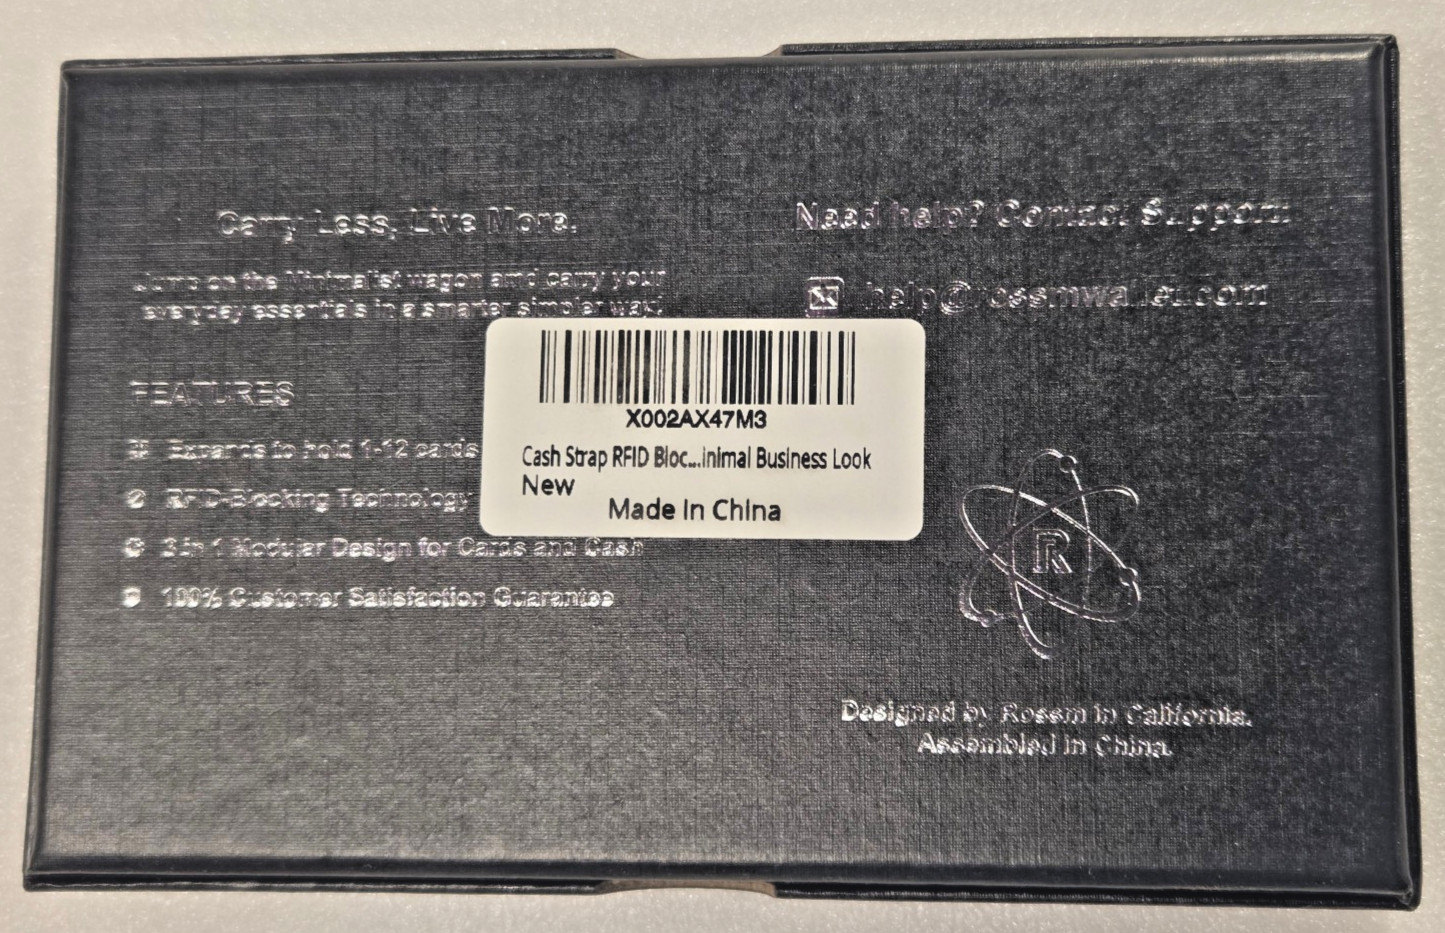 Carry Less, Live More.
Jump on the Minimalist wagon and carry your
everyday essentials in a smarter simpler way!
FEATURES
Expands to hold 1-12 cards
RFID-Blocking Technology
3 in 1 Modular Design for Cards and Cash
100% Customer Satisfaction Guarantee
X002AX47M3
Cash Strap RFID Bloc...inimal Business Look
New
Made in China
Need help? Contact Support:
help@rossmwallet.com
R
Designed by Rossm in California.
Assembled in China.